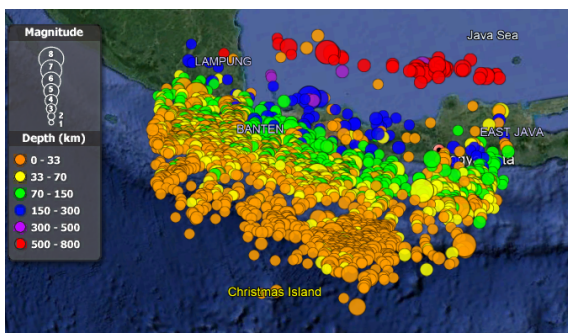 Magnitude
8
7
6
5
4
3
2
1
Depth (km)
0 - 33
33 - 70
70 - 150
150 - 300
300 - 500
500 - 800
Java Sea
LAMPUNG
BANTEN
EAST JAVA
Christmas Island